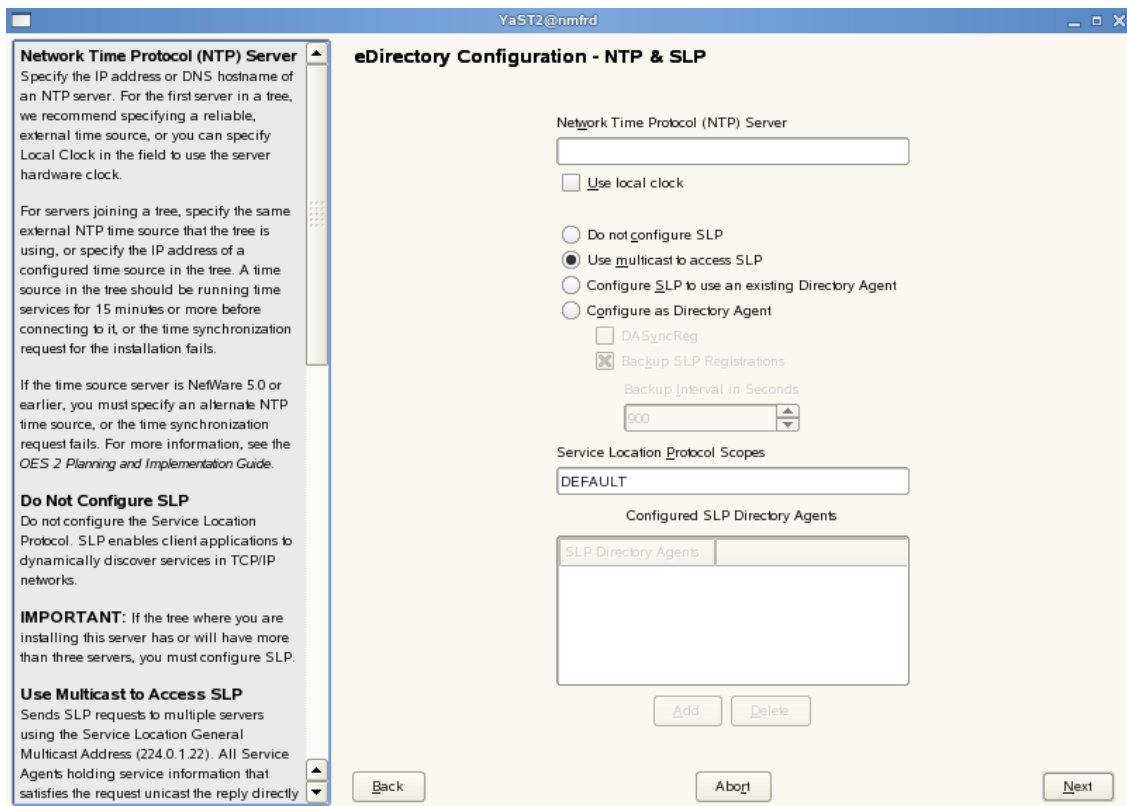 YaST2@nmfrd
Network Time Protocol (NTP) Server
Specify the IP address or DNS hostname of
an NTP server. For the first server in a tree,
we recommend specifying a reliable,
external time source, or you can specify
Local Clock in the field to use the server
hardware clock.
For servers joining a tree, specify the same
external NTP time source that the tree is
using, or specify the IP address of a
configured time source in the tree. A time
source in the tree should be running time
services for 15 minutes or more before
connecting to it, or the time synchronization
request for the installation fails.
If the time source server is NetWare 5.0 or
earlier, you must specify an alternate NTP
time source, or the time synchronization
request fails. For more information, see the
OES 2 Planning and Implementation Guide.
Do Not Configure SLP
Do not configure the Service Location
Protocol. SLP enables client applications to
dynamically discover services in TCP/IP
networks.
IMPORTANT: If the tree where you are
installing this server has or will have more
than three servers, you must configure SLP.
Use Multicast to Access SLP
Sends SLP requests to multiple servers
using the Service Location General
Multicast Address (224.0.1.22). All Service
Agents holding service information that
satisfies the request unicast the reply directly
eDirectory Configuration - NTP & SLP
Network Time Protocol (NTP) Server
Use local clock
Do not configure SLP
Use multicast to access SLP
Configure SLP to use an existing Directory Agent
Configure as Directory Agent
DASyncReg
Backup SLP Registrations
Backup Interval in Seconds
900
Service Location Protocol Scopes
DEFAULT
Configured SLP Directory Agents
SLP Directory Agents
Add
Delete
Back
Abort
Next